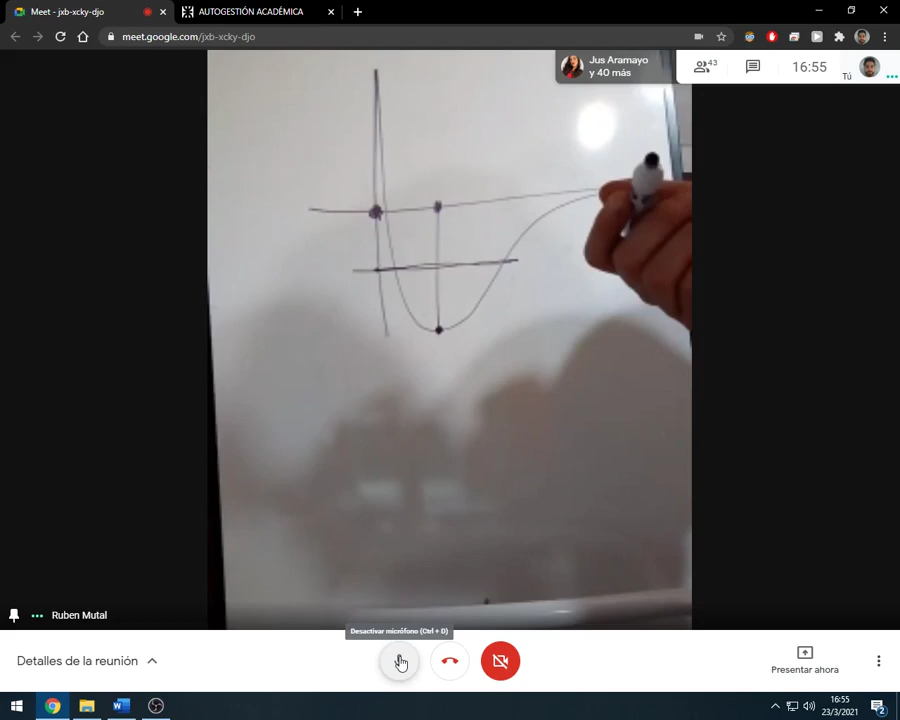 Meet - jxb-xcky-djo
AUTOGESTIÓN ACADÉMICA
meet.google.com/jxb-xcky-djo
Jus Aramayo
y 40 más
43
16:55
Tú
Ruben Mutal
Desactivar micrófono (Ctrl + D)
Detalles de la reunión
Presentar ahora
16:55
23/3/2021
2